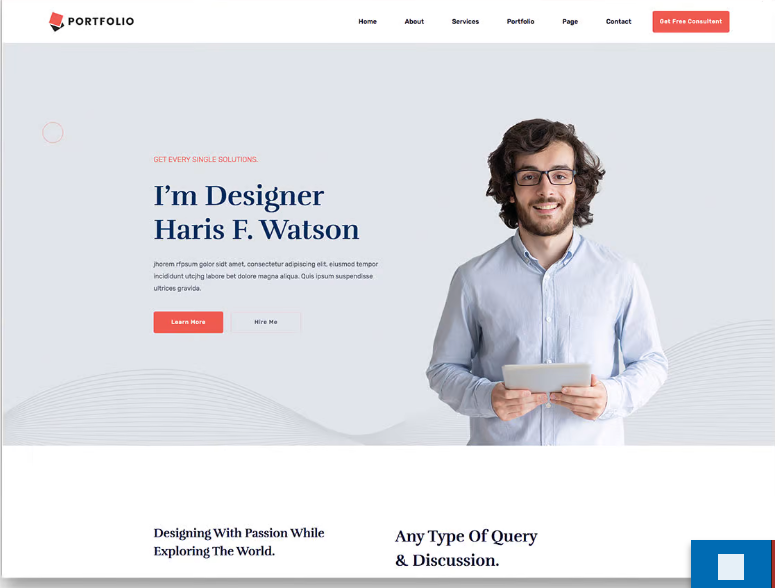 PORTFOLIO
Home About Services Portfolio Page Contact Get Free Consultent
GET EVERY SINGLE SOLUTIONS.
I'm Designer
Haris F. Watson
Jhorem rfpsum golor sidt amet, consectetur adipiscing elit, eiusmod tempor
incididunt utcjhg labore bet dolore magna aliqua. Quis ipsum suspendisse
ultrices gravida.
Learn More Hire Me
Designing With Passion While
Exploring The World.
Any Type Of Query
& Discussion.